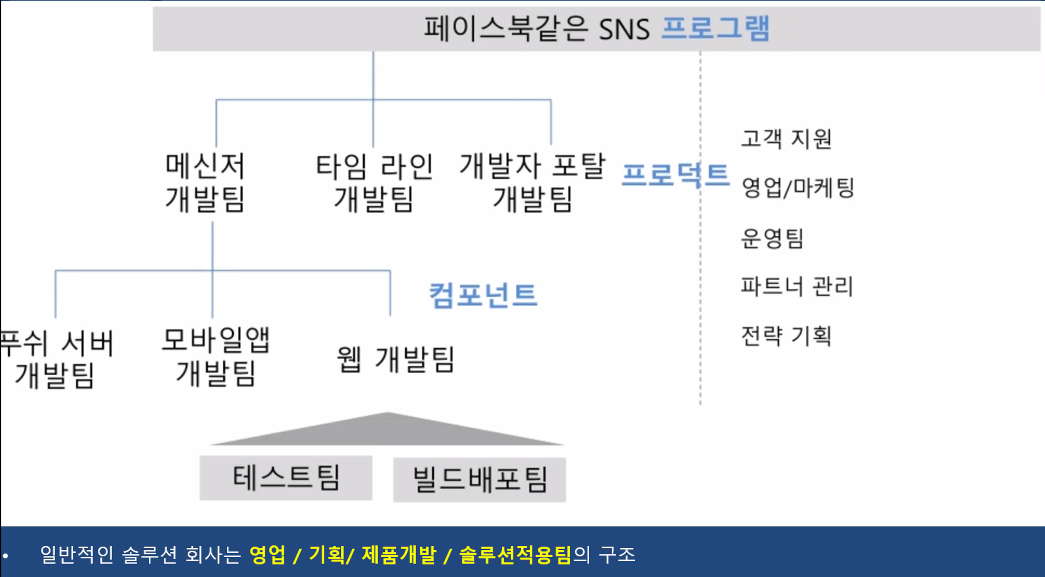 페이스북같은 SNS 프로그램
메신저
개발팀
타임 라인
개발팀
개발자 포탈
개발팀
프로덕트
고객 지원
영업/마케팅
운영팀
파트너 관리
전략 기획
컴포넌트
푸쉬 서버
개발팀
모바일앱
개발팀
웹 개발팀
테스트팀
빌드배포팀
• 일반적인 솔루션 회사는 영업 / 기획/ 제품개발 / 솔루션적용팀의 구조